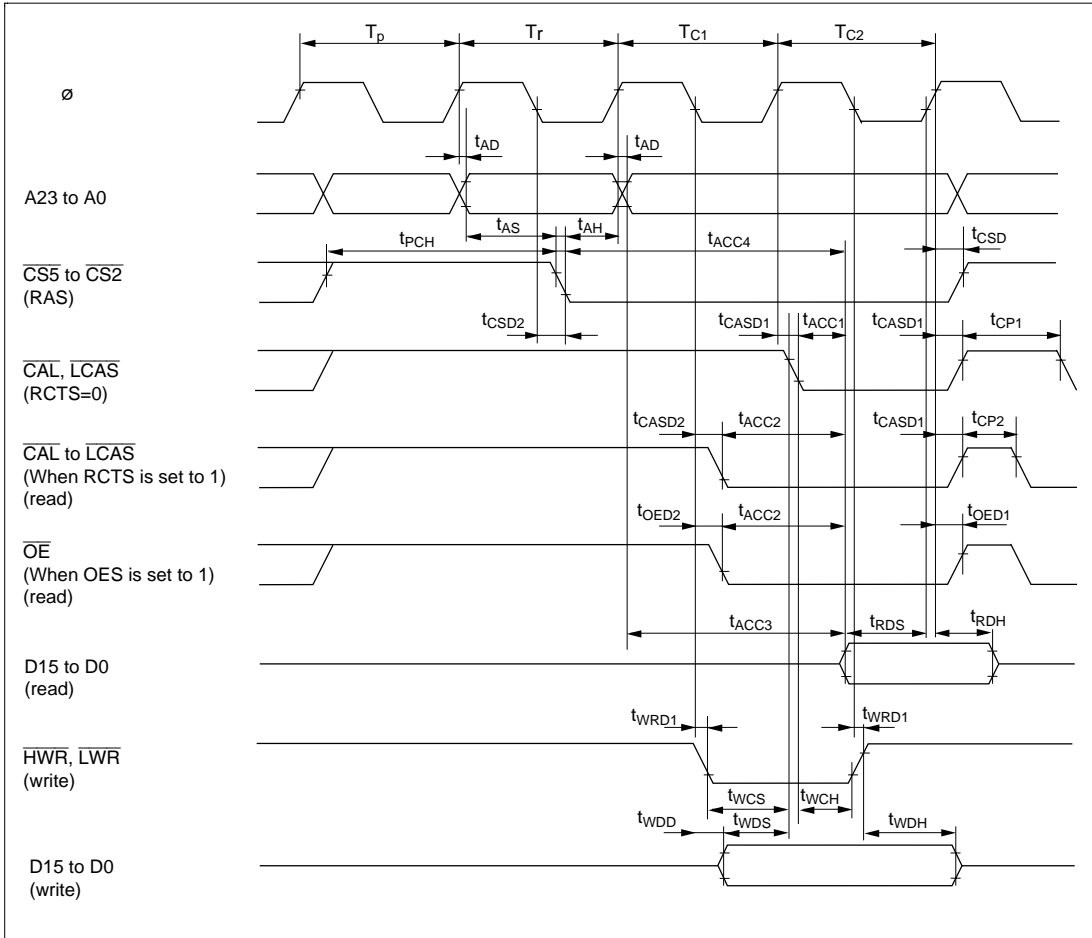 Tp Tr TC1 TC2
ø
tAD tAD
A23 to A0
tAS tAH
tPCH tACC4 tCSD
CS5 to CS2
(RAS)
tCSD2 tCASD1 tACC1 tCASD1 tCP1
CAL, LCAS
(RCTS=0)
tCASD2 tACC2 tCASD1 tCP2
CAL to LCAS
(When RCTS is set to 1)
(read)
tOED2 tACC2 tOED1
OE
(When OES is set to 1)
(read)
tACC3 tRDS tRDH
D15 to D0
(read)
tWRD1 tWRD1
HWR, LWR
(write)
tWCS tWCH
tWDD tWDS tWDH
D15 to D0
(write)